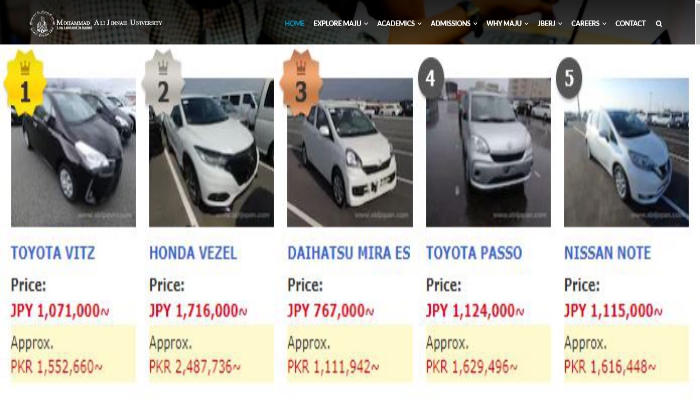 MOHAMMAD ALI JINNAH UNIVERSITY
HOME EXPLORE MAJU ACADEMICS ADMISSIONS WHY MAJU JBERJ CAREERS CONTACT
1 2 3 4 5
TOYOTA VITZ
Price:
JPY 1,071,000~
Approx.
PKR 1,552,660~
HONDA VEZEL
Price:
JPY 1,716,000~
Approx.
PKR 2,487,736~
DAIHATSU MIRA ES
Price:
JPY 767,000~
Approx.
PKR 1,111,942~
TOYOTA PASSO
Price:
JPY 1,124,000~
Approx.
PKR 1,629,496~
NISSAN NOTE
Price:
JPY 1,115,000~
Approx.
PKR 1,616,448~